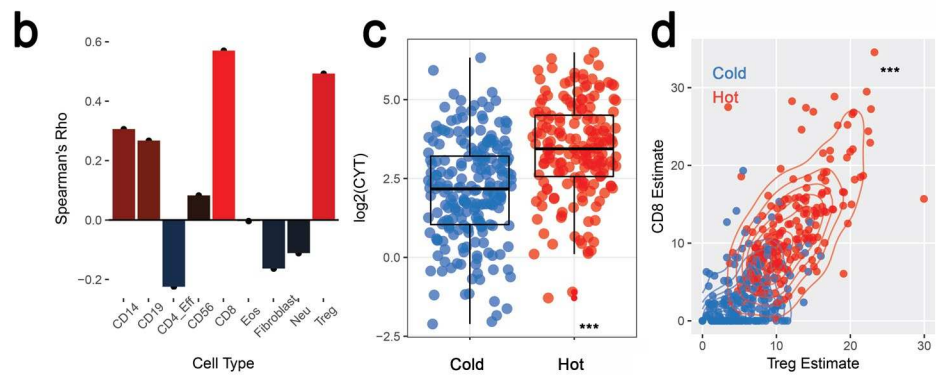 b
Spearman's Rho
0.6
0.4
0.2
0.0
−0.2
CD14
CD19
CD4_Eff
CD56
CD8
Eos
Fibroblast
Neu
Treg
Cell Type
c
log2(CYT)
5.0
2.5
0.0
−2.5
***
Cold
Hot
d
CD8 Estimate
30
20
10
0
Cold
Hot
***
0
10
20
30
Treg Estimate